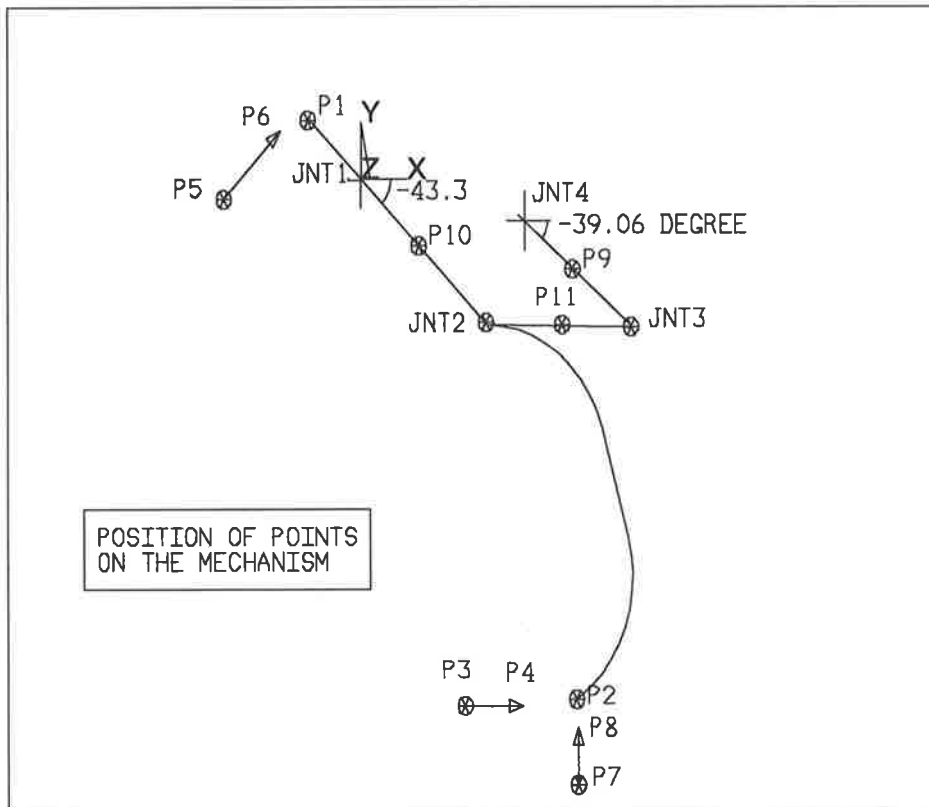 P1
Y
P6
JNT1
Z
X
P5
-43.3
JNT4
-39.06 DEGREE
P10
P9
P11
JNT2
JNT3
POSITION OF POINTS
ON THE MECHANISM
P3
P4
P2
P8
P7